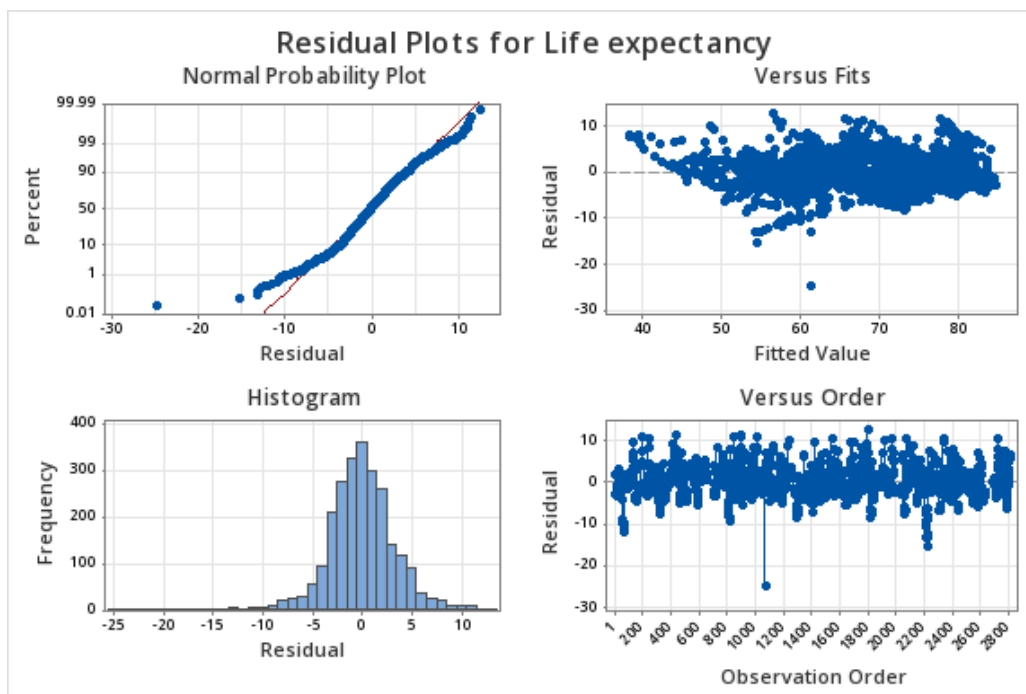 Residual Plots for Life expectancy
Normal Probability Plot
99.99
99
90
50
10
1
0.01
Percent
-30 -20 -10 0 10
Residual
Versus Fits
10
0
-10
-20
-30
Residual
40 50 60 70 80
Fitted Value
Histogram
400
300
200
100
0
Frequency
-25 -20 -15 -10 -5 0 5 10
Residual
Versus Order
10
0
-10
-20
-30
Residual
1 200 400 600 800 1000 1200 1400 1600 1800 2000 2200 2400 2600 2800
Observation Order